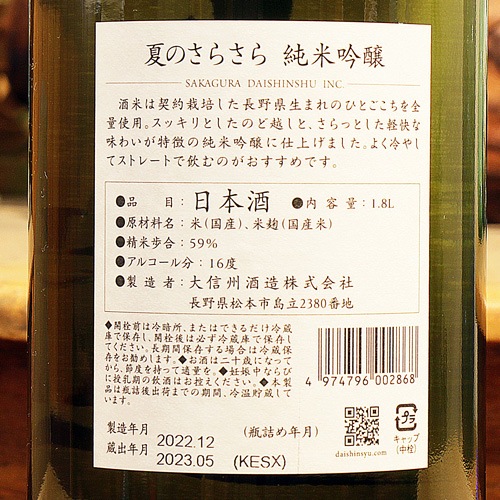 夏のさらさら 純米吟醸
SAKAGURA DAISHINSHU INC.
酒米は契約栽培した長野県生まれのひとごこちを全
量使用。スッキリとしたのど越しと、さらっとした軽快な
味わいが特徴の純米吟醸に仕上げました。よく冷やし
てストレートで飲むのがおすすめです。
●品 目：日本酒 ●内容量：1.8L
●原材料名：米(国産)、米麹(国産米)
●精米歩合：59%
●アルコール分：16度
●製造者：大信州酒造株式会社
長野県松本市島立2380番地
◆開栓前は冷暗所、またはできるだけ冷蔵
庫で保存し、開栓後は必ず冷蔵庫で保存し
てください。長期間保存する場合は冷蔵保
存をお勧めします。◆お酒は二十歳になって
から、節度を持って適量を。◆妊娠中ならび
に授乳期の飲酒はお控えください。◆本製
品は瓶詰後出荷までの期間、冷温貯蔵して
います。
4 974796 002868
製造年月 2022.12 (瓶詰め年月)
蔵出年月 2023.05 (KESX)
daishinsyu.com
プラ
キャップ
(中栓)